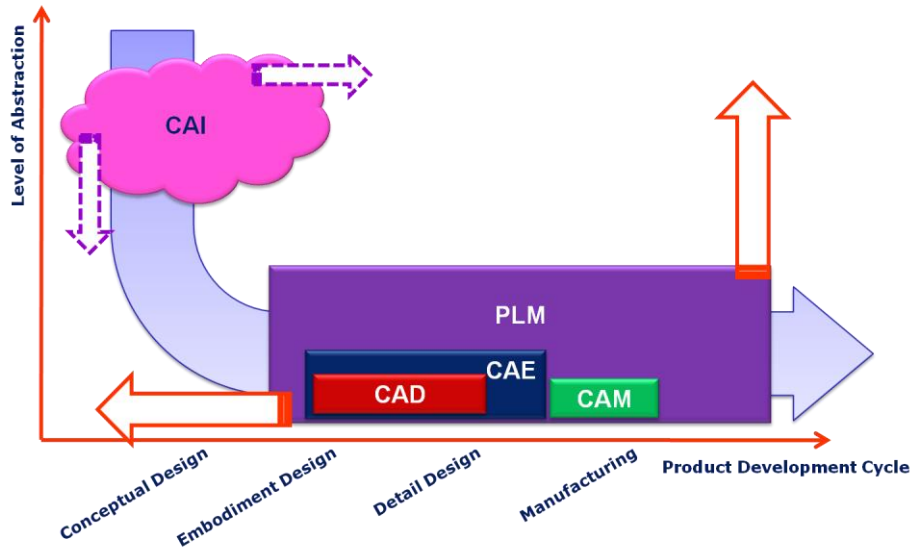 Level of Abstraction
CAI
PLM
CAE
CAD
CAM
Conceptual Design
Embodiment Design
Detail Design
Manufacturing
Product Development Cycle